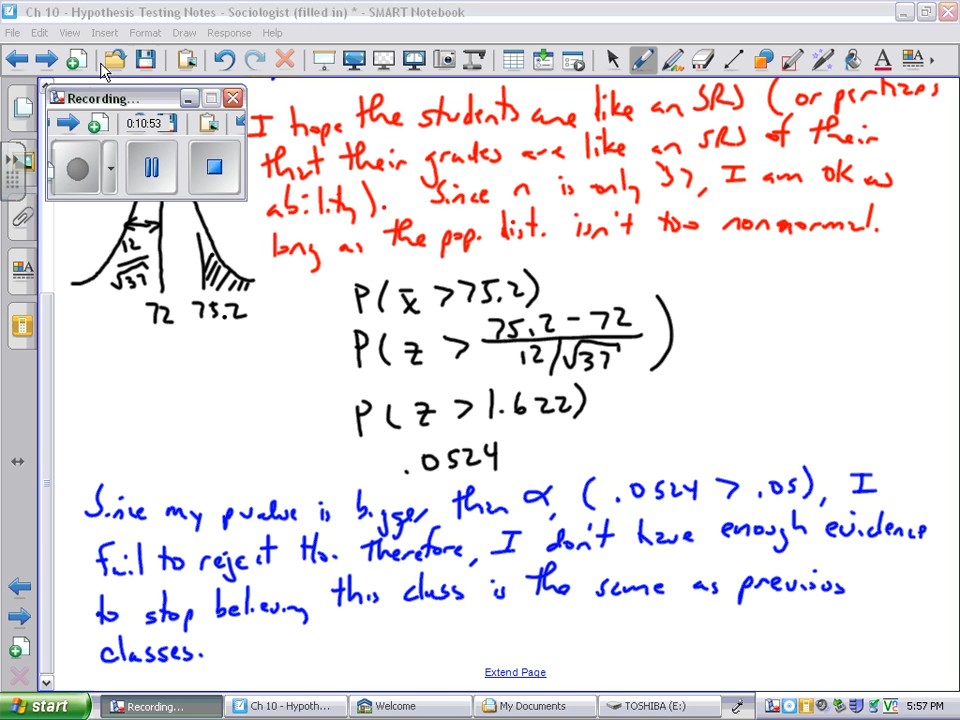 Ch 10 - Hypothesis Testing Notes - Sociologist (filled in) * - SMART Notebook
File Edit View Insert Format Draw Response Help
Recording...
0:10:53
I hope the students are like an SRS (or perhaps
that their grades are like an SRS of their
ability). Since n is only 37, I am ok as
long as the pop. dist. isn't too nonnormal.
12
√37
72 75.2
P( x̄ > 75.2)
P( z > 75.2 - 72
12/√37 )
P( z > 1.622)
.0524
Since my pvalue is bigger than α, (.0524 > .05), I
fail to reject Ho. Therefore, I don't have enough evidence
to stop believing this class is the same as previous
classes.
Extend Page
start Recording... Ch 10 - Hypoth... Welcome My Documents TOSHIBA (E:) 5:57 PM